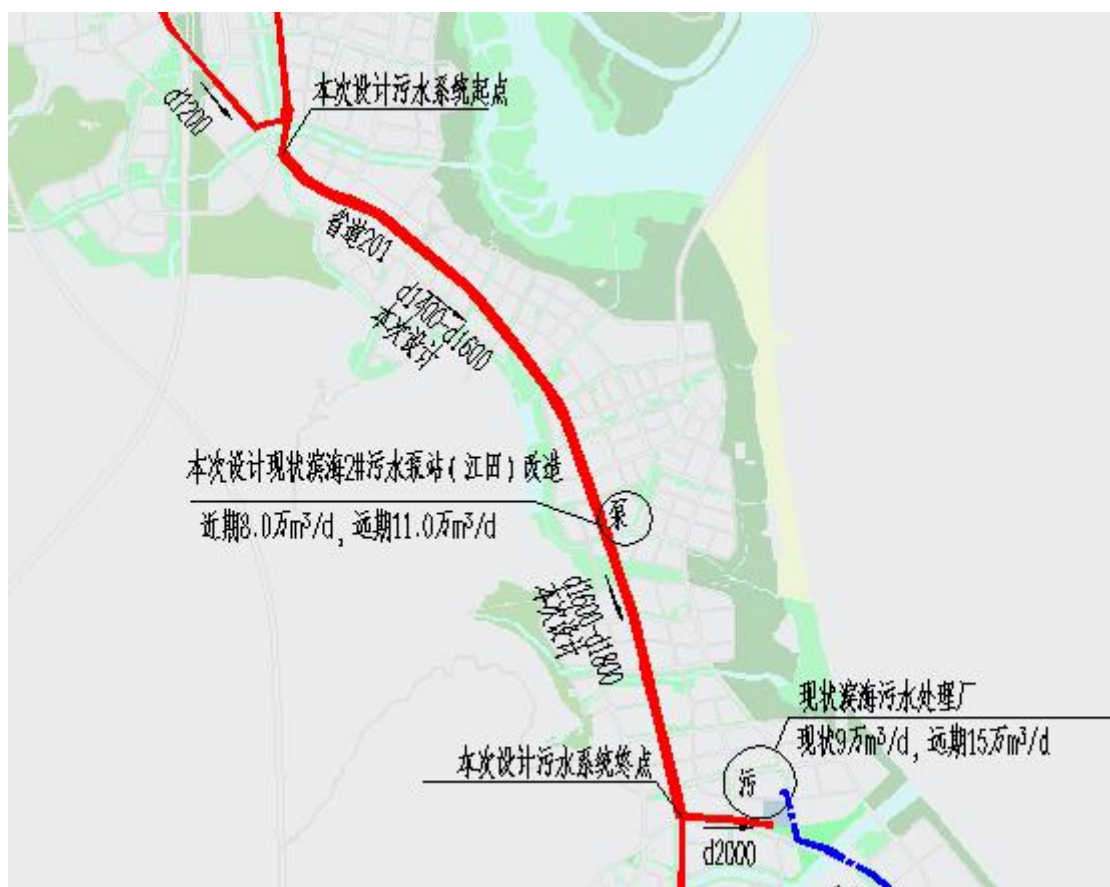 本次设计污水系统起点
d1200
省道201
d1400-d1600
本次设计
本次设计现状滨海2#污水泵站(江田)改造
近期8.0万m³/d, 远期11.0万m³/d
泵
d1600-d1800
本次设计
现状滨海污水处理厂
现状9万m³/d, 远期15万m³/d
本次设计污水系统终点
污
d2000